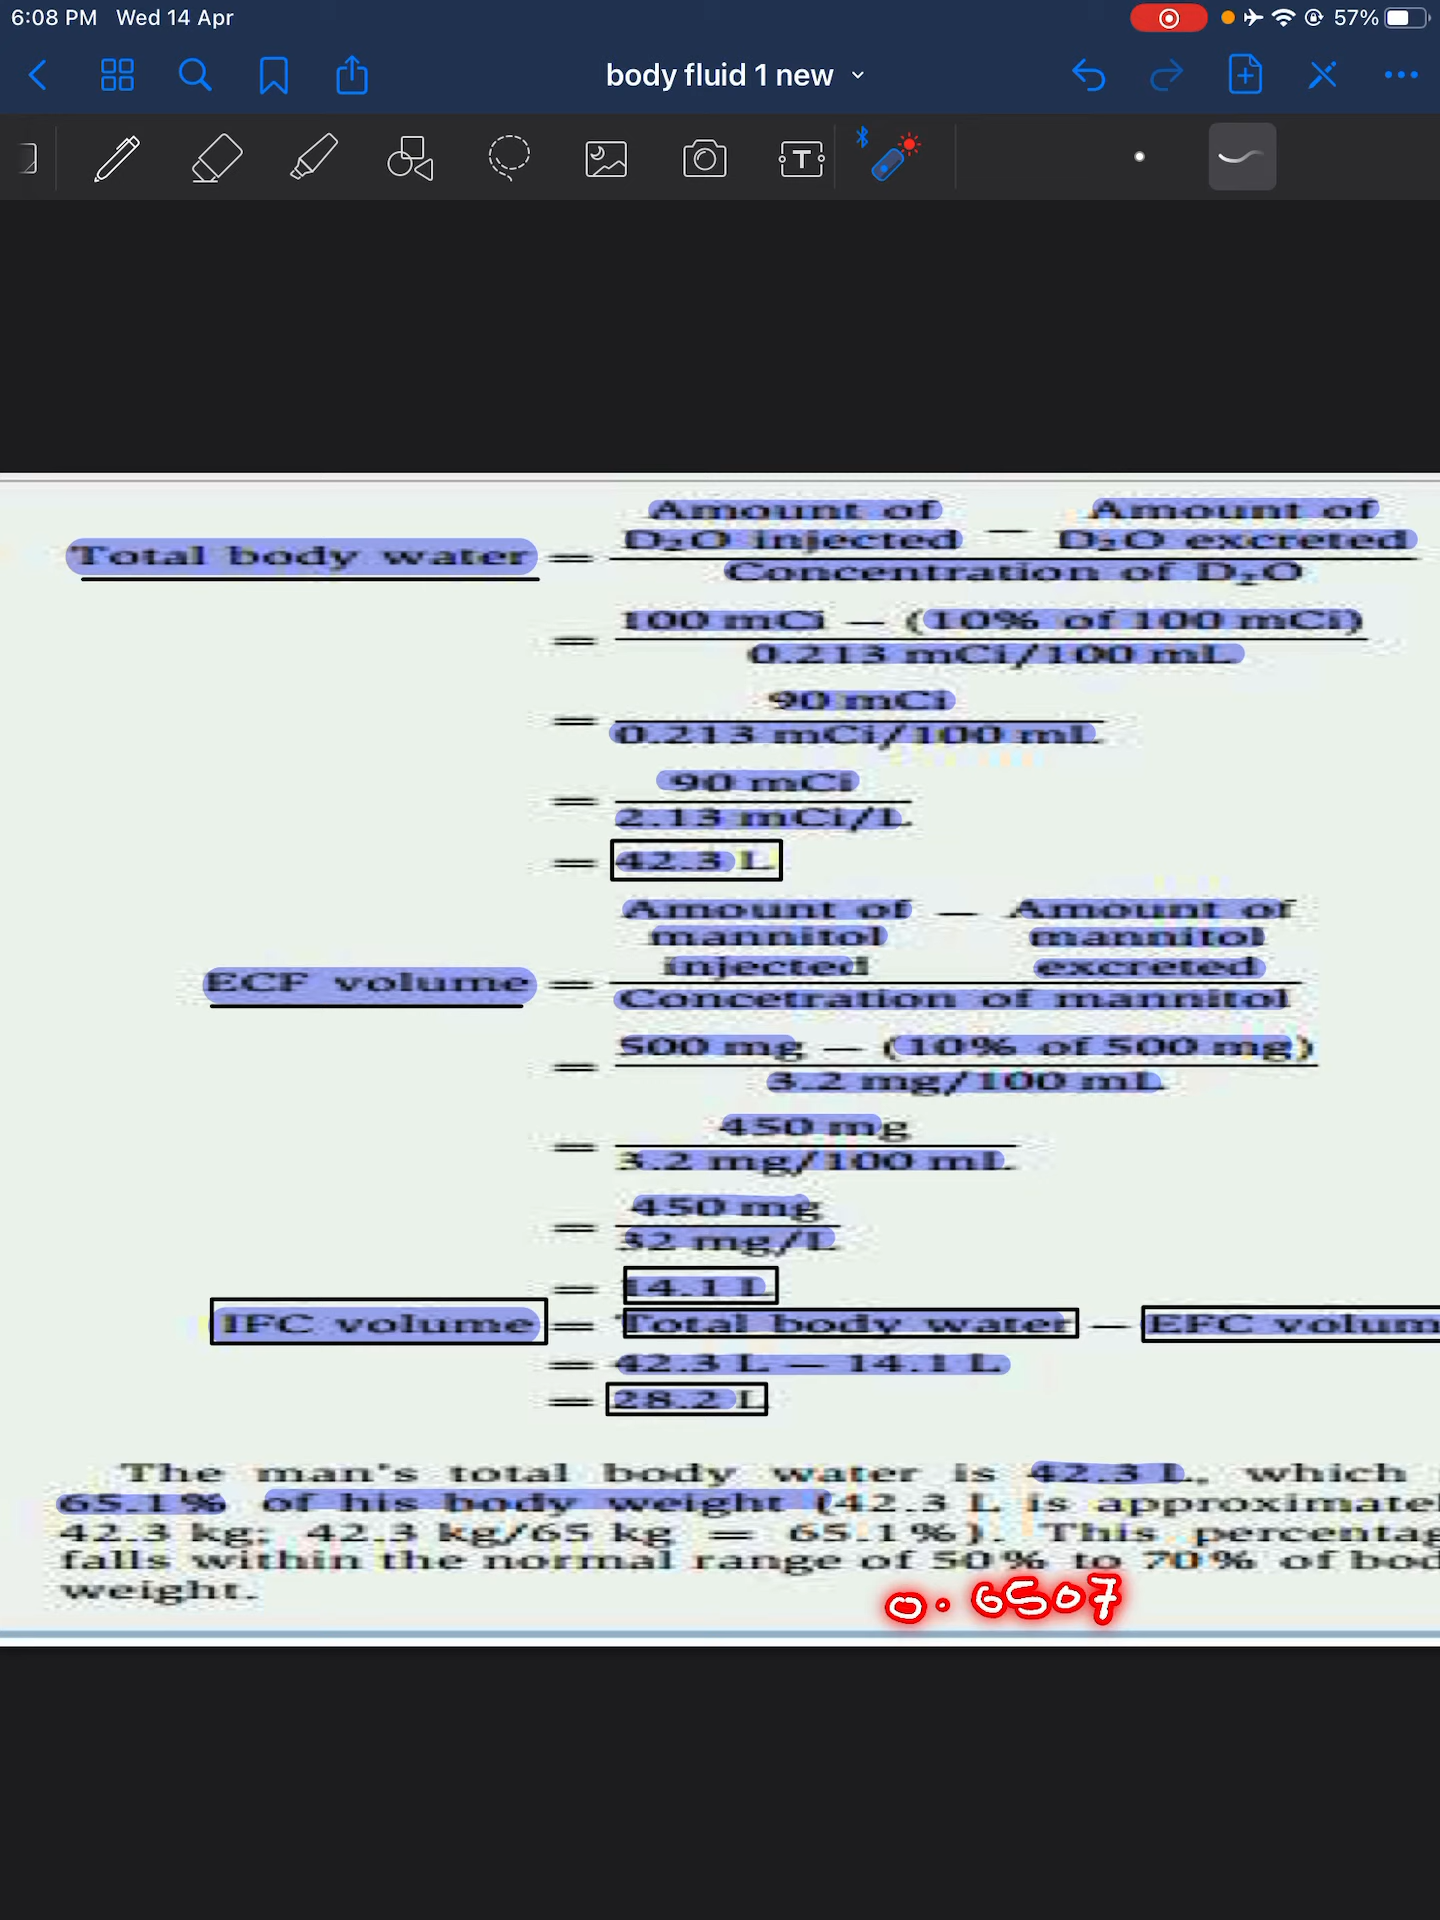 6:08 PM Wed 14 Apr
57%
body fluid 1 new
T
Total body water = Amount of D₂O injected − Amount of D₂O excreted
Concentration of D₂O
= 100 mCi − (10% of 100 mCi)
0.213 mCi/100 mL
= 90 mCi
0.213 mCi/100 mL
= 90 mCi
2.13 mCi/L
= 42.3 L
ECF volume = Amount of mannitol injected − Amount of mannitol excreted
Concetration of mannitol
= 500 mg − (10% of 500 mg)
3.2 mg/100 mL
= 450 mg
3.2 mg/100 mL
= 450 mg
32 mg/L
= 14.1 L
IFC volume = Total body water − EFC volum
= 42.3 L − 14.1 L
= 28.2 L
The man's total body water is 42.3 L, which
65.1% of his body weight (42.3 L is approximatel
42.3 kg; 42.3 kg/65 kg = 65.1%). This percentag
falls within the normal range of 50% to 70% of bod
weight.
0.6507